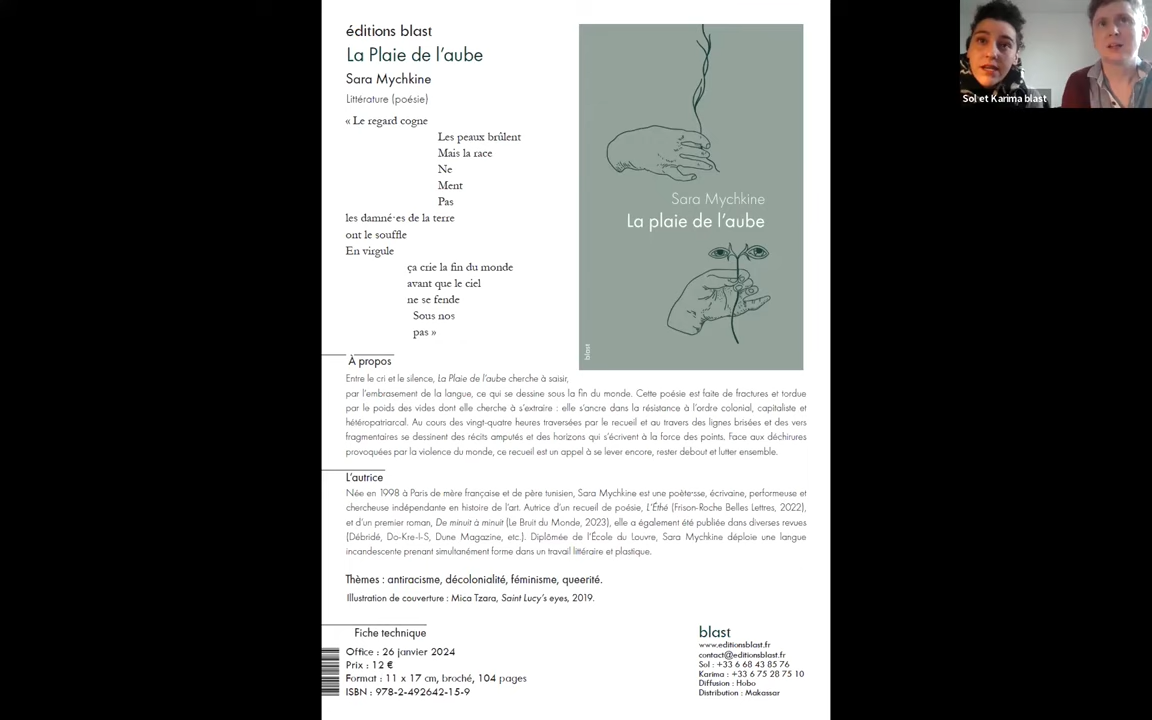 éditions blast
La Plaie de l'aube
Sara Mychkine
Littérature (poésie)
« Le regard cogne
Les peaux brûlent
Mais la race
Ne
Ment
Pas
les damné·es de la terre
ont le souffle
En virgule
ça crie la fin du monde
avant que le ciel
ne se fende
Sous nos
pas »
Sara Mychkine
La plaie de l'aube
blast
À propos
Entre le cri et le silence, La Plaie de l'aube cherche à saisir,
par l'embrasement de la langue, ce qui se dessine sous la fin du monde. Cette poésie est faite de fractures et tordue
par le poids des vides dont elle cherche à s'extraire : elle s'ancre dans la résistance à l'ordre colonial, capitaliste et
hétéropatriarcal. Au cours des vingt-quatre heures traversées par le recueil et au travers des lignes brisées et des vers
fragmentaires se dessinent des récits amputés et des horizons qui s'écrivent à la force des points. Face aux déchirures
provoquées par la violence du monde, ce recueil est un appel à se lever encore, rester debout et lutter ensemble.
L'autrice
Née en 1998 à Paris de mère française et de père tunisien, Sara Mychkine est une poète·sse, écrivaine, performeuse et
chercheuse indépendante en histoire de l'art. Autrice d'un recueil de poésie, L'Éthé (Frison-Roche Belles Lettres, 2022),
et d'un premier roman, De minuit à minuit (Le Bruit du Monde, 2023), elle a également été publiée dans diverses revues
(Débridé, Do-Kre-I-S, Dune Magazine, etc.). Diplômée de l'École du Louvre, Sara Mychkine déploie une langue
incandescente prenant simultanément forme dans un travail littéraire et plastique.
Thèmes : antiracisme, décolonialité, féminisme, queerité.
Illustration de couverture : Mica Tzara, Saint Lucy's eyes, 2019.
Fiche technique
Office : 26 janvier 2024
Prix : 12 €
Format : 11 x 17 cm, broché, 104 pages
ISBN : 978-2-492642-15-9
blast
www.editionsblast.fr
contact@editionsblast.fr
Sol : +33 6 68 43 85 76
Karima : +33 6 75 28 75 10
Diffusion : Hobo
Distribution : Makassar
Sol et Karima blast